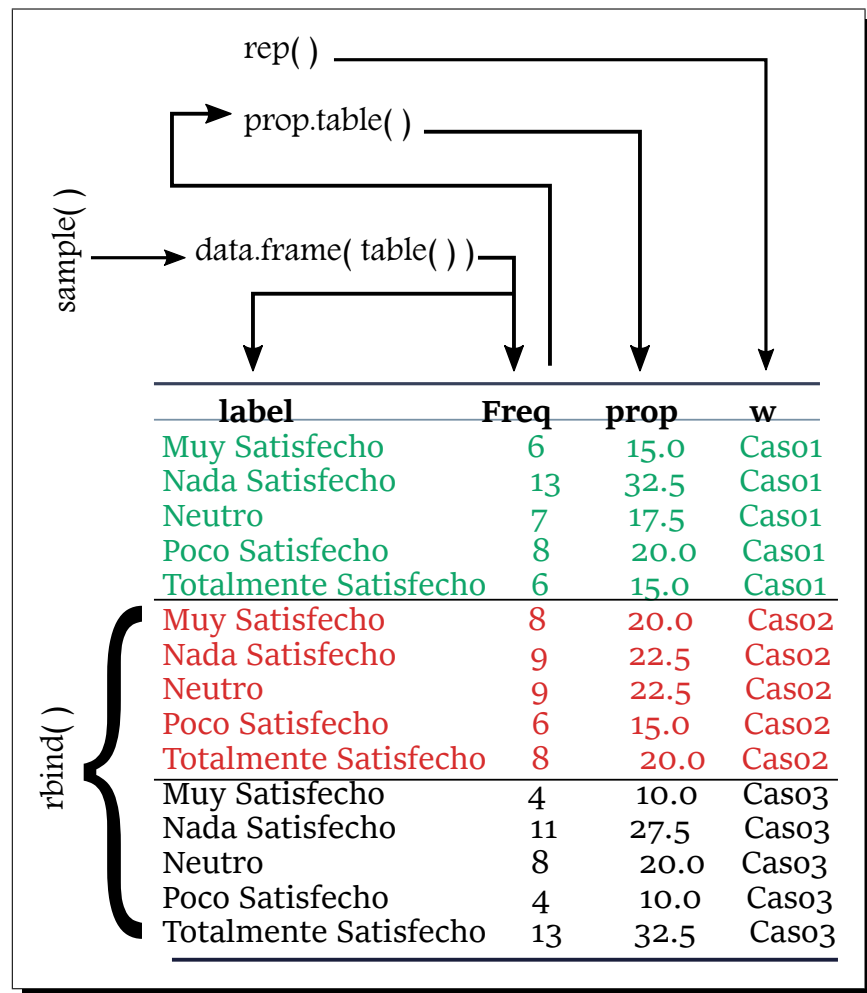 rep( )
prop.table( )
sample( )
data.frame( table( ) )
label Freq prop w
Muy Satisfecho 6 15.0 Caso1
Nada Satisfecho 13 32.5 Caso1
Neutro 7 17.5 Caso1
Poco Satisfecho 8 20.0 Caso1
Totalmente Satisfecho 6 15.0 Caso1
Muy Satisfecho 8 20.0 Caso2
Nada Satisfecho 9 22.5 Caso2
Neutro 9 22.5 Caso2
Poco Satisfecho 6 15.0 Caso2
Totalmente Satisfecho 8 20.0 Caso2
rbind( )
Muy Satisfecho 4 10.0 Caso3
Nada Satisfecho 11 27.5 Caso3
Neutro 8 20.0 Caso3
Poco Satisfecho 4 10.0 Caso3
Totalmente Satisfecho 13 32.5 Caso3